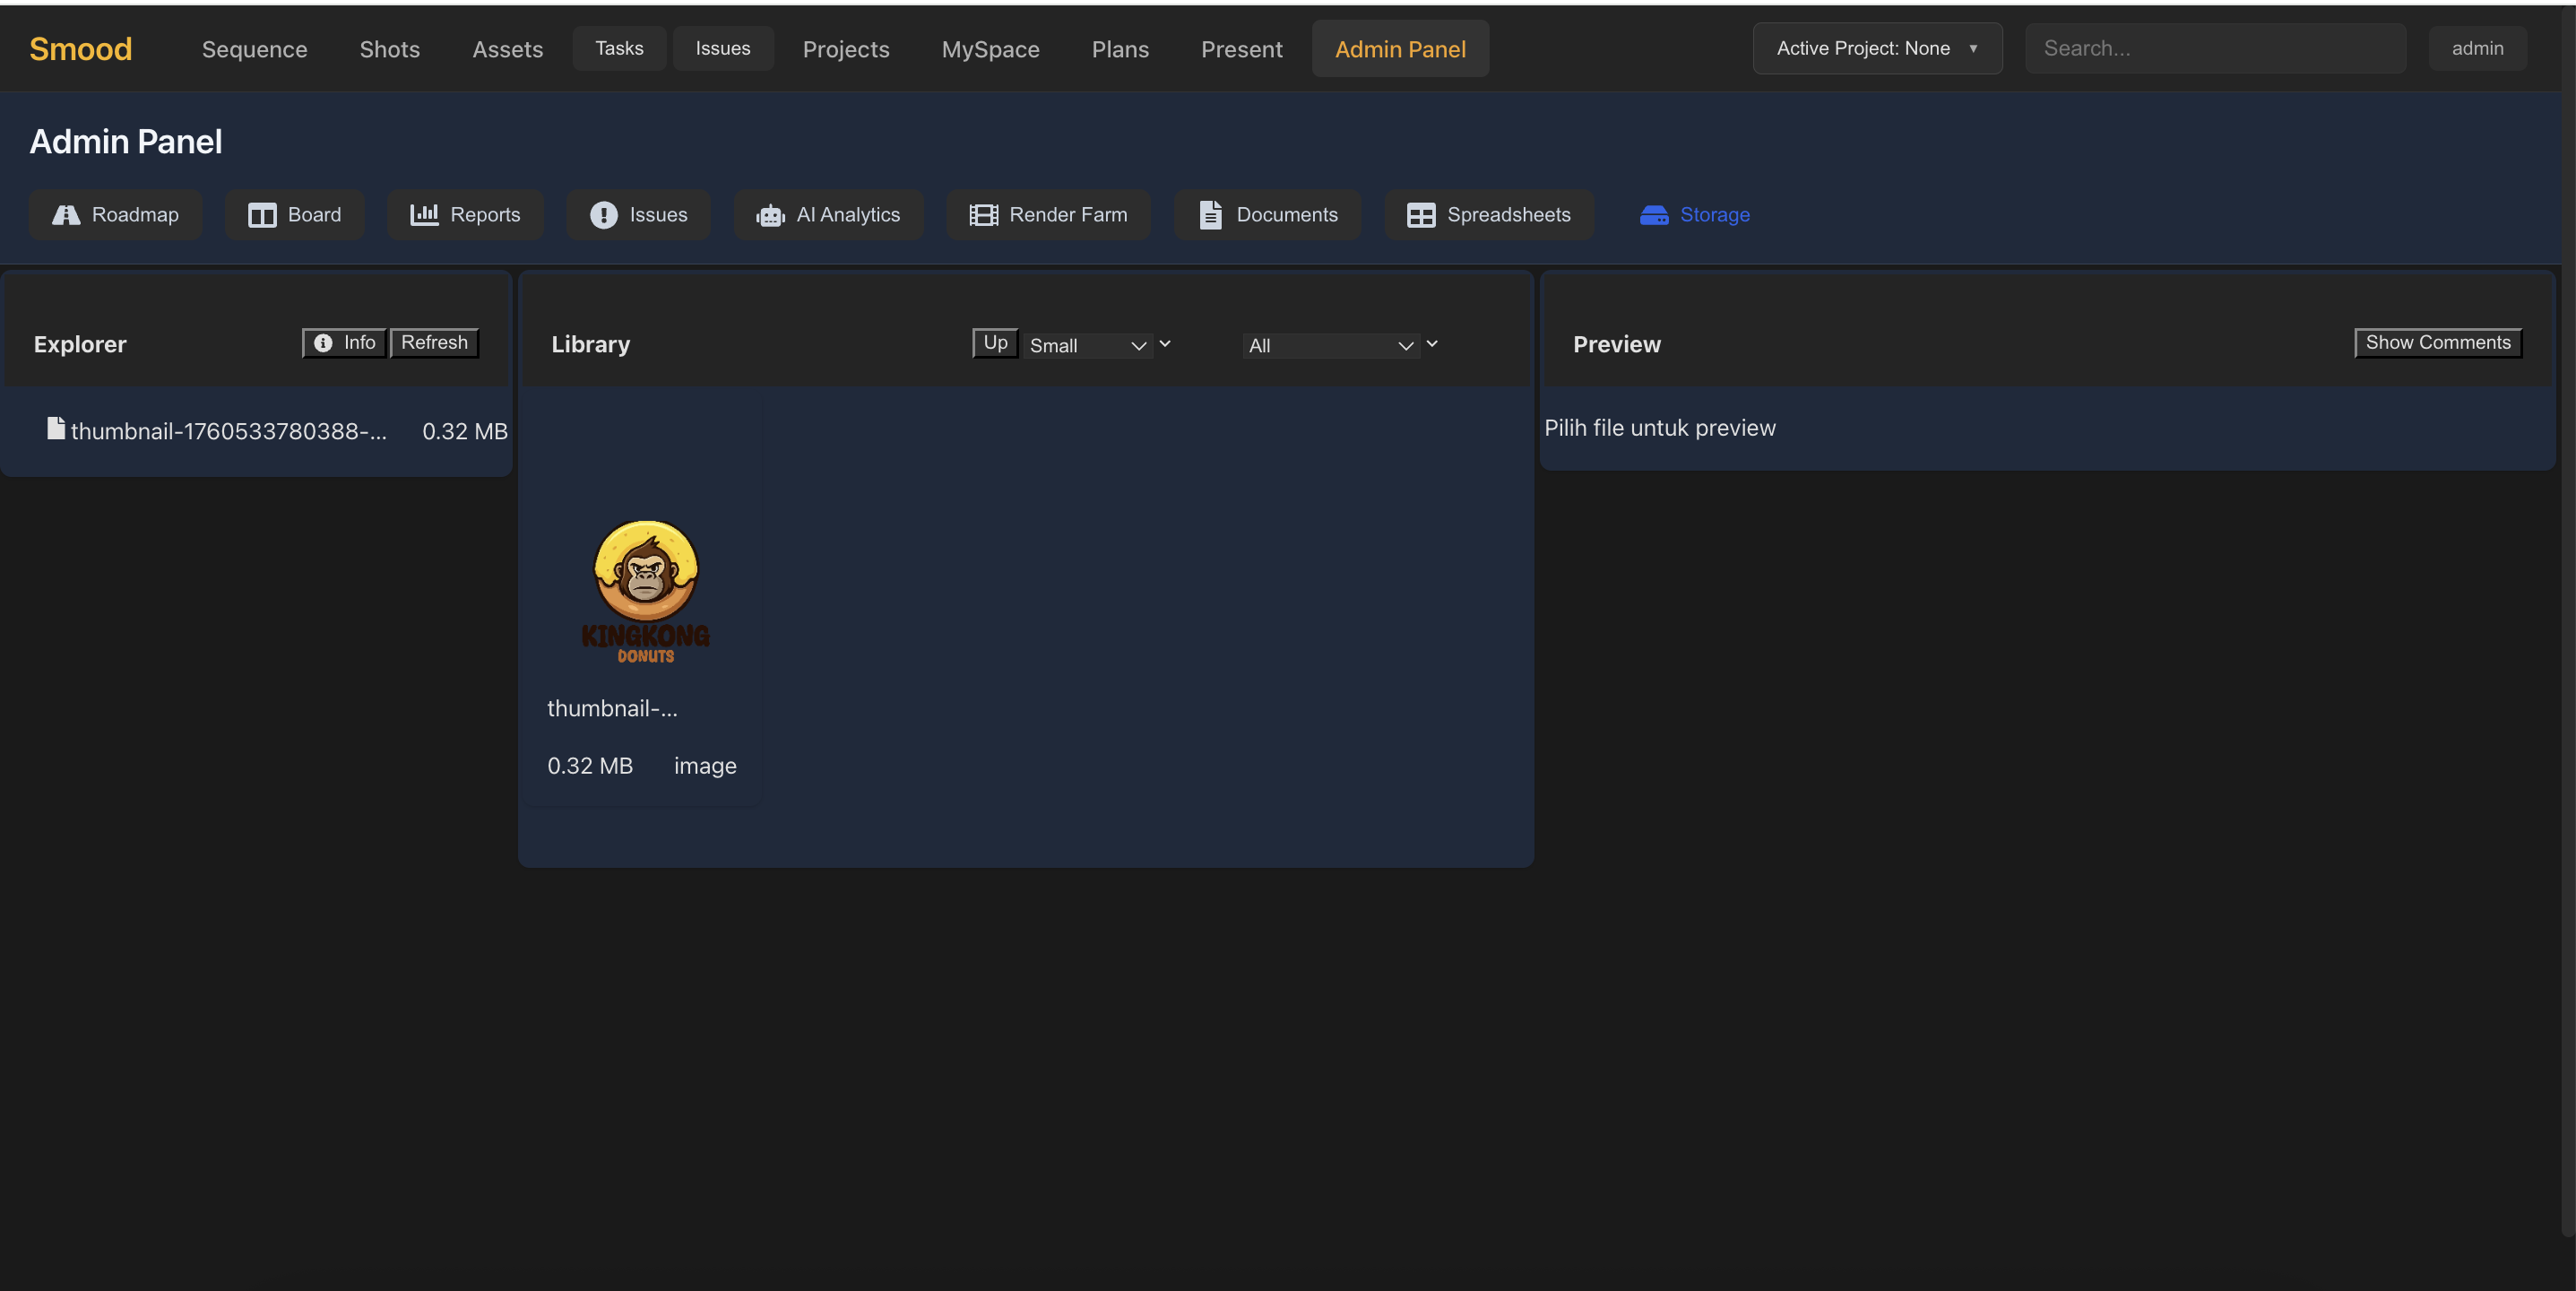 Smood Sequence Shots Assets Tasks Issues Projects MySpace Plans Present Admin Panel Active Project: None Search... admin
Admin Panel
Roadmap Board Reports Issues AI Analytics Render Farm Documents Spreadsheets Storage
Explorer Info Refresh
thumbnail-1760533780388-... 0.32 MB
Library Up Small All
KINGKONG
DONUTS
thumbnail-...
0.32 MB image
Preview Show Comments
Pilih file untuk preview